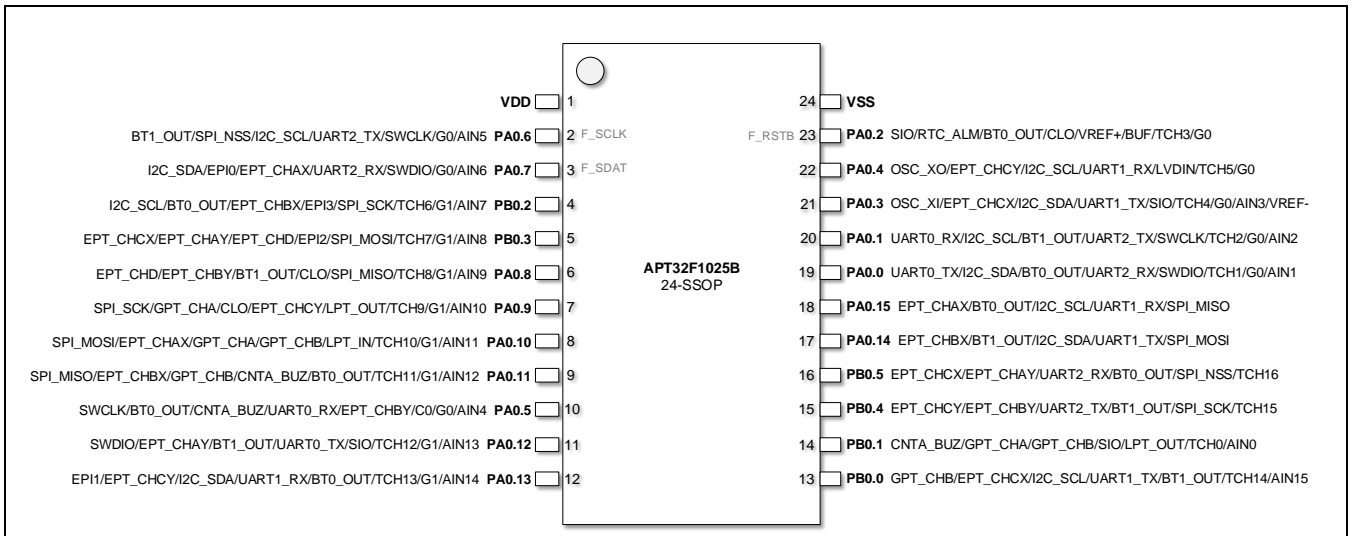 VDD 1 24 VSS
BT1_OUT/SPI_NSS/I2C_SCL/UART2_TX/SWCLK/G0/AIN5 PA0.6 2 F_SCLK F_RSTB 23 PA0.2 SIO/RTC_ALM/BT0_OUT/CLO/VREF+/BUF/TCH3/G0
I2C_SDA/EPI0/EPT_CHAX/UART2_RX/SWDIO/G0/AIN6 PA0.7 3 F_SDAT 22 PA0.4 OSC_XO/EPT_CHCY/I2C_SCL/UART1_RX/LVDIN/TCH5/G0
I2C_SCL/BT0_OUT/EPT_CHBX/EPI3/SPI_SCK/TCH6/G1/AIN7 PB0.2 4 21 PA0.3 OSC_XI/EPT_CHCX/I2C_SDA/UART1_TX/SIO/TCH4/G0/AIN3/VREF-
EPT_CHCX/EPT_CHAY/EPT_CHD/EPI2/SPI_MOSI/TCH7/G1/AIN8 PB0.3 5 20 PA0.1 UART0_RX/I2C_SCL/BT1_OUT/UART2_TX/SWCLK/TCH2/G0/AIN2
EPT_CHD/EPT_CHBY/BT1_OUT/CLO/SPI_MISO/TCH8/G1/AIN9 PA0.8 6 APT32F1025B 19 PA0.0 UART0_TX/I2C_SDA/BT0_OUT/UART2_RX/SWDIO/TCH1/G0/AIN1
24-SSOP
SPI_SCK/GPT_CHA/CLO/EPT_CHCY/LPT_OUT/TCH9/G1/AIN10 PA0.9 7 18 PA0.15 EPT_CHAX/BT0_OUT/I2C_SCL/UART1_RX/SPI_MISO
SPI_MOSI/EPT_CHAX/GPT_CHA/GPT_CHB/LPT_IN/TCH10/G1/AIN11 PA0.10 8 17 PA0.14 EPT_CHBX/BT1_OUT/I2C_SDA/UART1_TX/SPI_MOSI
SPI_MISO/EPT_CHBX/GPT_CHB/CNTA_BUZ/BT0_OUT/TCH11/G1/AIN12 PA0.11 9 16 PB0.5 EPT_CHCX/EPT_CHAY/UART2_RX/BT0_OUT/SPI_NSS/TCH16
SWCLK/BT0_OUT/CNTA_BUZ/UART0_RX/EPT_CHBY/C0/G0/AIN4 PA0.5 10 15 PB0.4 EPT_CHCY/EPT_CHBY/UART2_TX/BT1_OUT/SPI_SCK/TCH15
SWDIO/EPT_CHAY/BT1_OUT/UART0_TX/SIO/TCH12/G1/AIN13 PA0.12 11 14 PB0.1 CNTA_BUZ/GPT_CHA/GPT_CHB/SIO/LPT_OUT/TCH0/AIN0
EPI1/EPT_CHCY/I2C_SDA/UART1_RX/BT0_OUT/TCH13/G1/AIN14 PA0.13 12 13 PB0.0 GPT_CHB/EPT_CHCX/I2C_SCL/UART1_TX/BT1_OUT/TCH14/AIN15